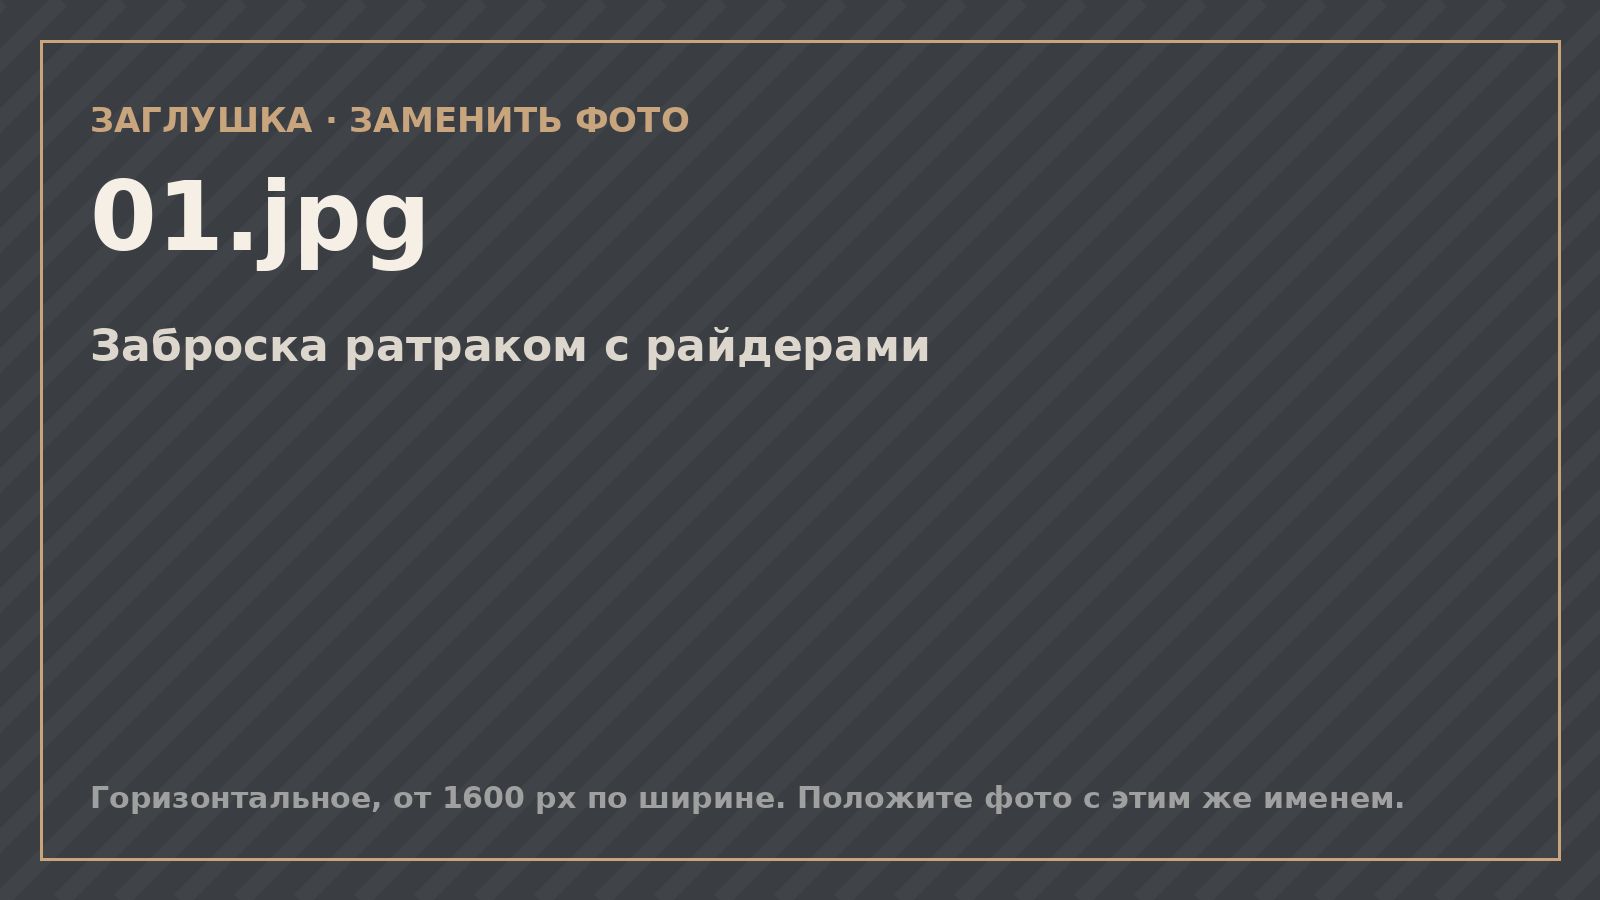 ЗАГЛУШКА · ЗАМЕНИТЬ ФОТО
01.jpg
Заброска ратраком с райдерами
Горизонтальное, от 1600 px по ширине. Положите фото с этим же именем.